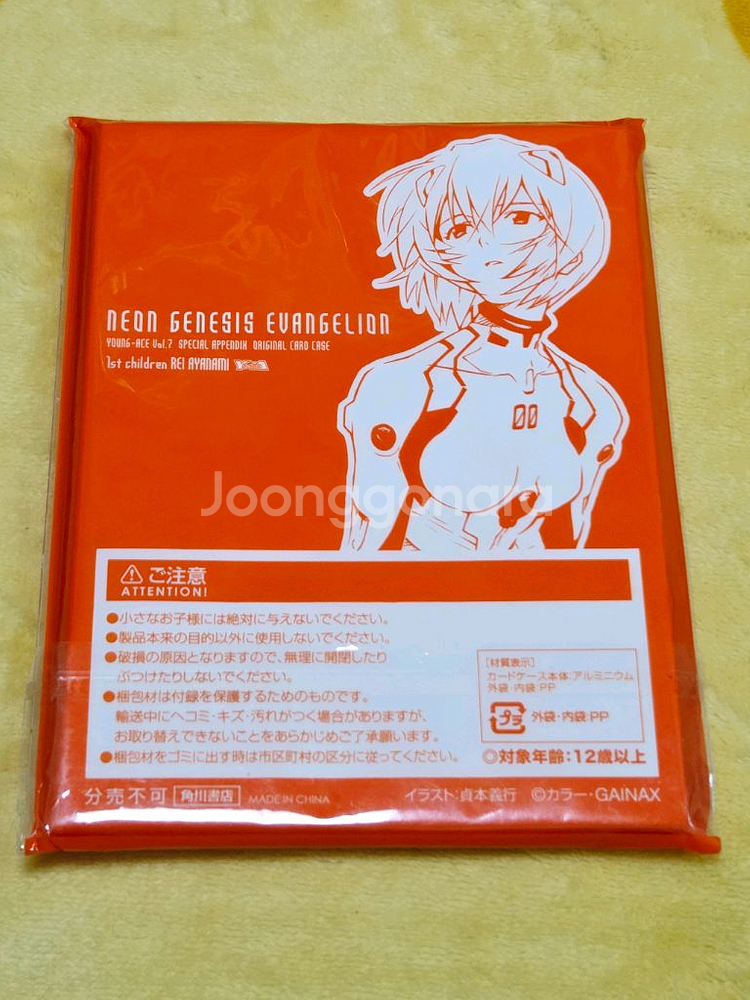 NEON GENESIS EVANGELION
YOUNG-ACE Vol.7 SPECIAL APPENDIX ORIGINAL CARD CASE
1st children REI AYANAMI
00
Joonggonara
ご注意
ATTENTION!
●小さなお子様には絶対に与えないでください。
●製品本来の目的以外に使用しないでください。
●破損の原因となりますので、無理に開閉したり
ぶつけたりしないでください。
●梱包材は付録を保護するためのものです。
輸送中にヘコミ・キズ・汚れがつく場合がありますが、
お取り替えできないことをあらかじめご了承願います。
●梱包材をゴミに出す時は市区町村の区分に従ってください。
[材質表示]
カードケース本体:アルミニウム
外袋・内袋:PP
プラ
外袋・内袋:PP
◎対象年齢:12歳以上
分売不可 角川書店 MADE IN CHINA
イラスト:貞本義行 ©カラー・GAINAX